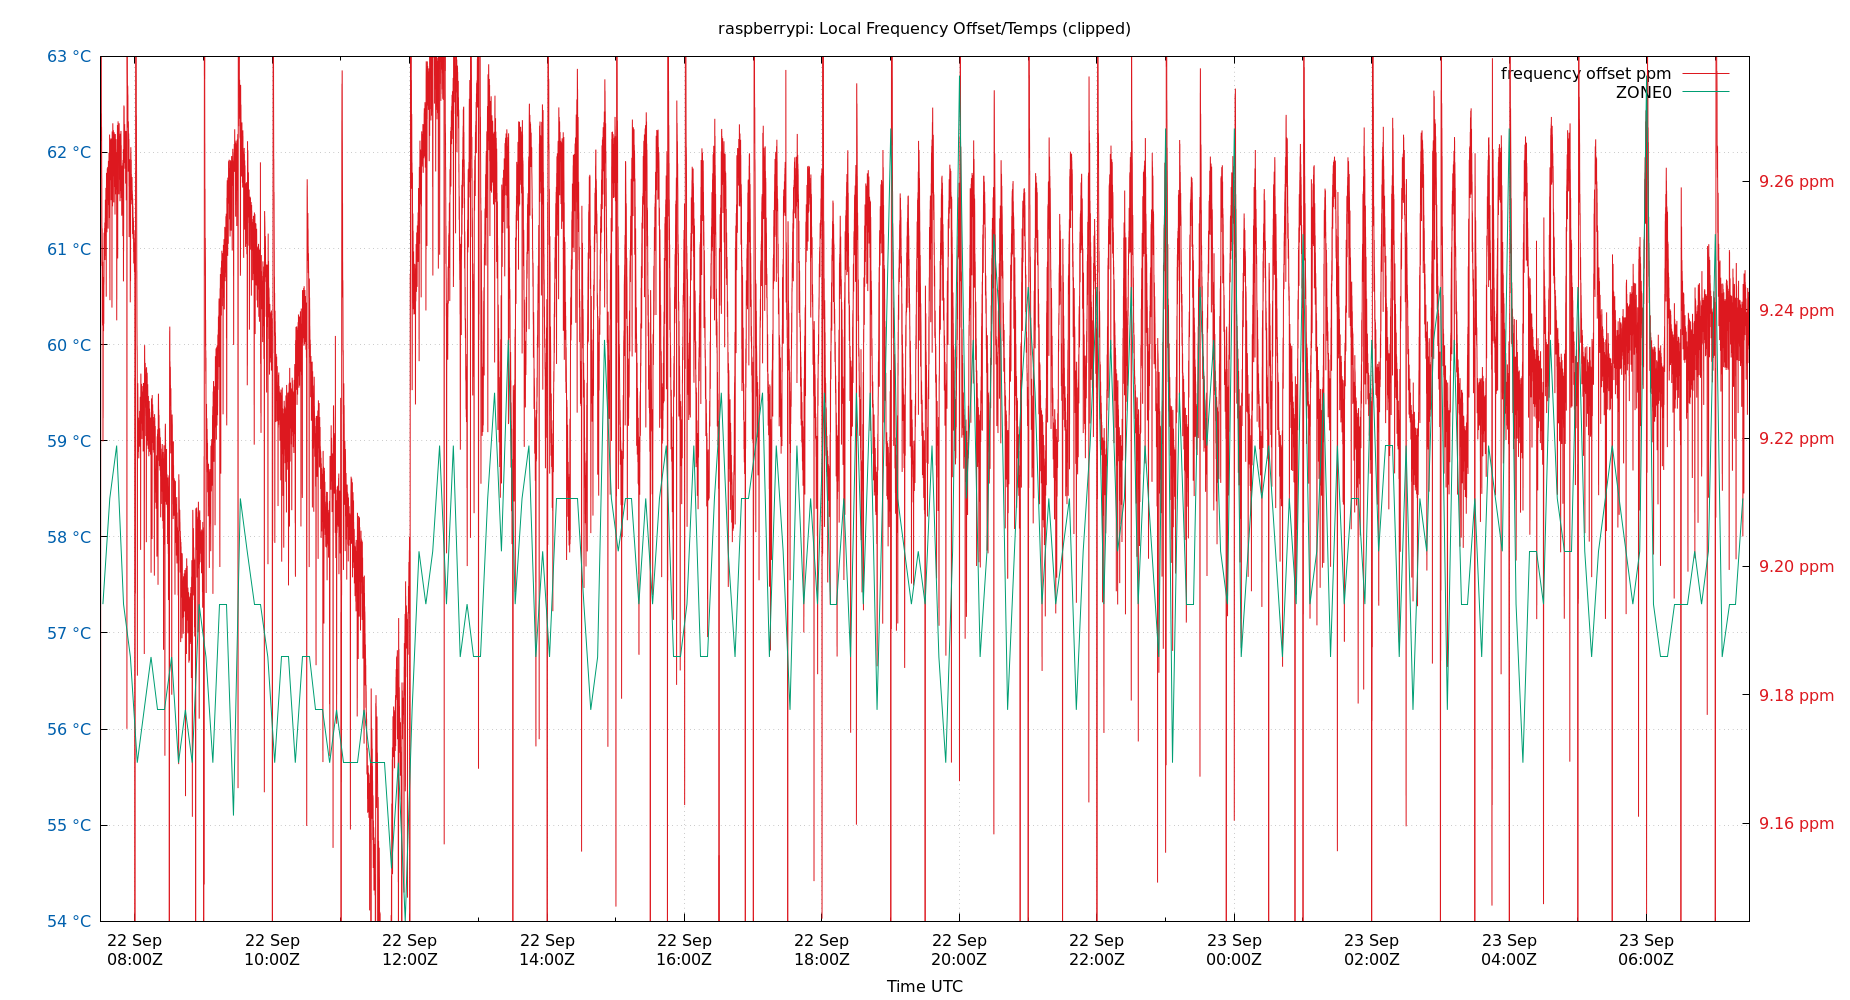 raspberrypi: Local Frequency Offset/Temps (clipped)
63 °C
62 °C
61 °C
60 °C
59 °C
58 °C
57 °C
56 °C
55 °C
54 °C
frequency offset ppm
ZONE0
9.26 ppm
9.24 ppm
9.22 ppm
9.20 ppm
9.18 ppm
9.16 ppm
22 Sep 22 Sep 22 Sep 22 Sep 22 Sep 22 Sep 22 Sep 22 Sep 23 Sep 23 Sep 23 Sep 23 Sep
08:00Z 10:00Z 12:00Z 14:00Z 16:00Z 18:00Z 20:00Z 22:00Z 00:00Z 02:00Z 04:00Z 06:00Z
Time UTC